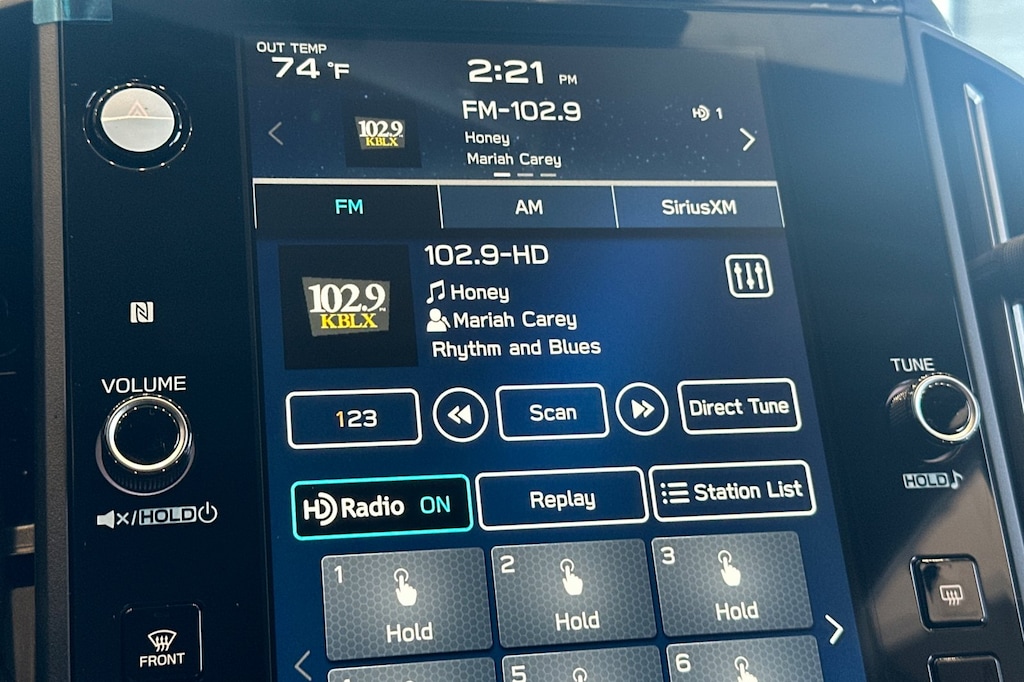 OUT TEMP
74 °F
2:21 PM
FM-102.9
HD 1
102.9
KBLX
Honey
Mariah Carey
FM
AM
SiriusXM
102.9-HD
102.9
KBLX
Honey
Mariah Carey
Rhythm and Blues
VOLUME
TUNE
123
Scan
Direct Tune
HD Radio ON
Replay
Station List
HOLD
/HOLD
1
2
3
Hold
Hold
Hold
FRONT
5
6